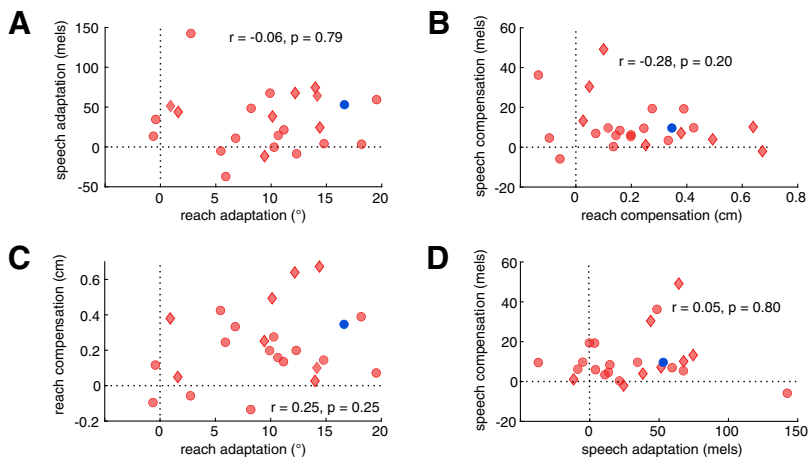 A
150
100
50
0
-50
speech adaptation (mels)
r = -0.06, p = 0.79
0
5
10
15
20
reach adaptation (°)
B
60
40
20
0
-20
speech compensation (mels)
r = -0.28, p = 0.20
0
0.2
0.4
0.6
0.8
reach compensation (cm)
C
0.6
0.4
0.2
0
-0.2
reach compensation (cm)
r = 0.25, p = 0.25
0
5
10
15
20
reach adaptation (°)
D
60
40
20
0
-20
speech compensation (mels)
r = 0.05, p = 0.80
0
50
100
150
speech adaptation (mels)